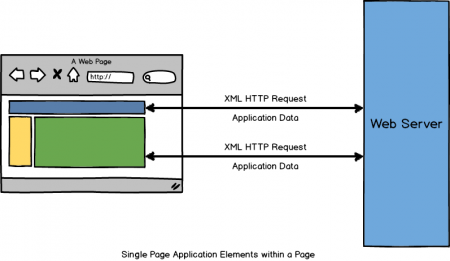 A Web Page
http://
XML HTTP Request
Application Data
Web Server
XML HTTP Request
Application Data
Single Page Application Elements within a Page